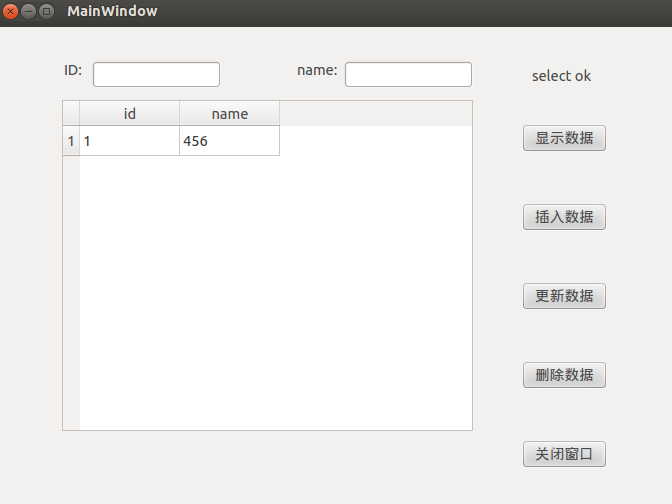 MainWindow
ID:
name:
select ok
id name
1 1 456
显示数据
插入数据
更新数据
删除数据
关闭窗口